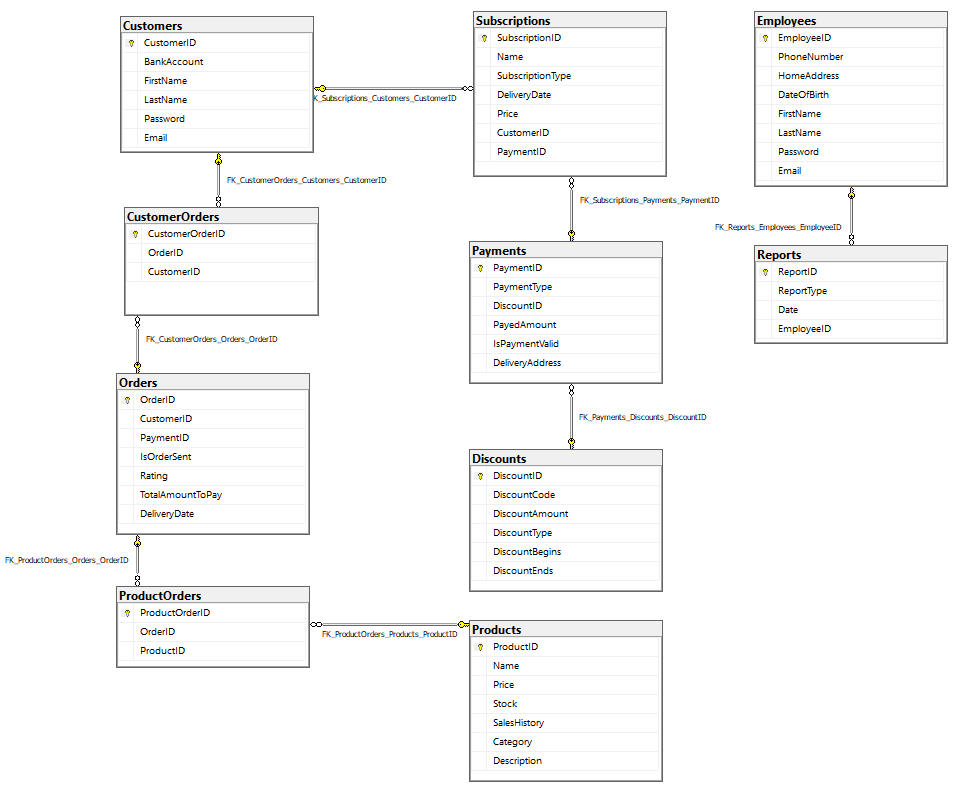 Customers
CustomerID
BankAccount
FirstName
LastName
Password
Email
FK_Subscriptions_Customers_CustomerID
Subscriptions
SubscriptionID
Name
SubscriptionType
DeliveryDate
Price
CustomerID
PaymentID
Employees
EmployeeID
PhoneNumber
HomeAddress
DateOfBirth
FirstName
LastName
Password
Email
FK_CustomerOrders_Customers_CustomerID
FK_Subscriptions_Payments_PaymentID
FK_Reports_Employees_EmployeeID
CustomerOrders
CustomerOrderID
OrderID
CustomerID
Payments
PaymentID
PaymentType
DiscountID
PayedAmount
IsPaymentValid
DeliveryAddress
Reports
ReportID
ReportType
Date
EmployeeID
FK_CustomerOrders_Orders_OrderID
FK_Payments_Discounts_DiscountID
Orders
OrderID
CustomerID
PaymentID
IsOrderSent
Rating
TotalAmountToPay
DeliveryDate
Discounts
DiscountID
DiscountCode
DiscountAmount
DiscountType
DiscountBegins
DiscountEnds
FK_ProductOrders_Orders_OrderID
ProductOrders
ProductOrderID
OrderID
ProductID
FK_ProductOrders_Products_ProductID
Products
ProductID
Name
Price
Stock
SalesHistory
Category
Description